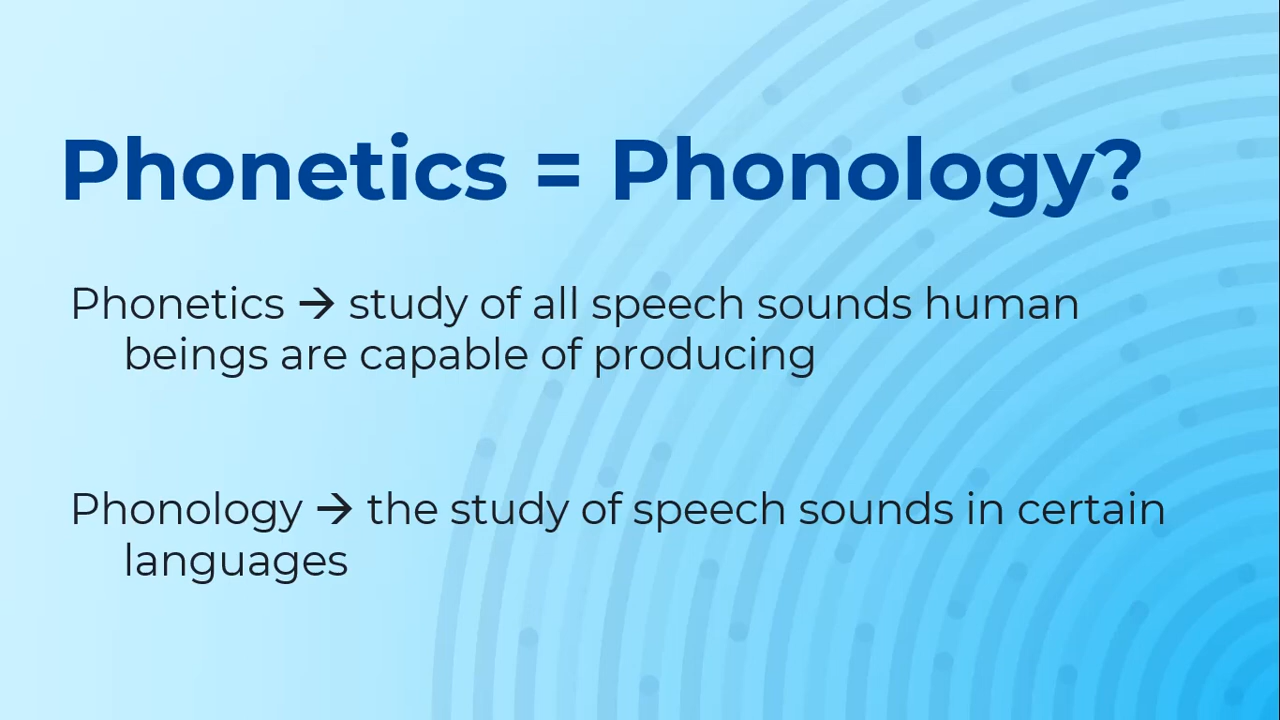 Phonetics = Phonology?
Phonetics → study of all speech sounds human
beings are capable of producing
Phonology → the study of speech sounds in certain
languages